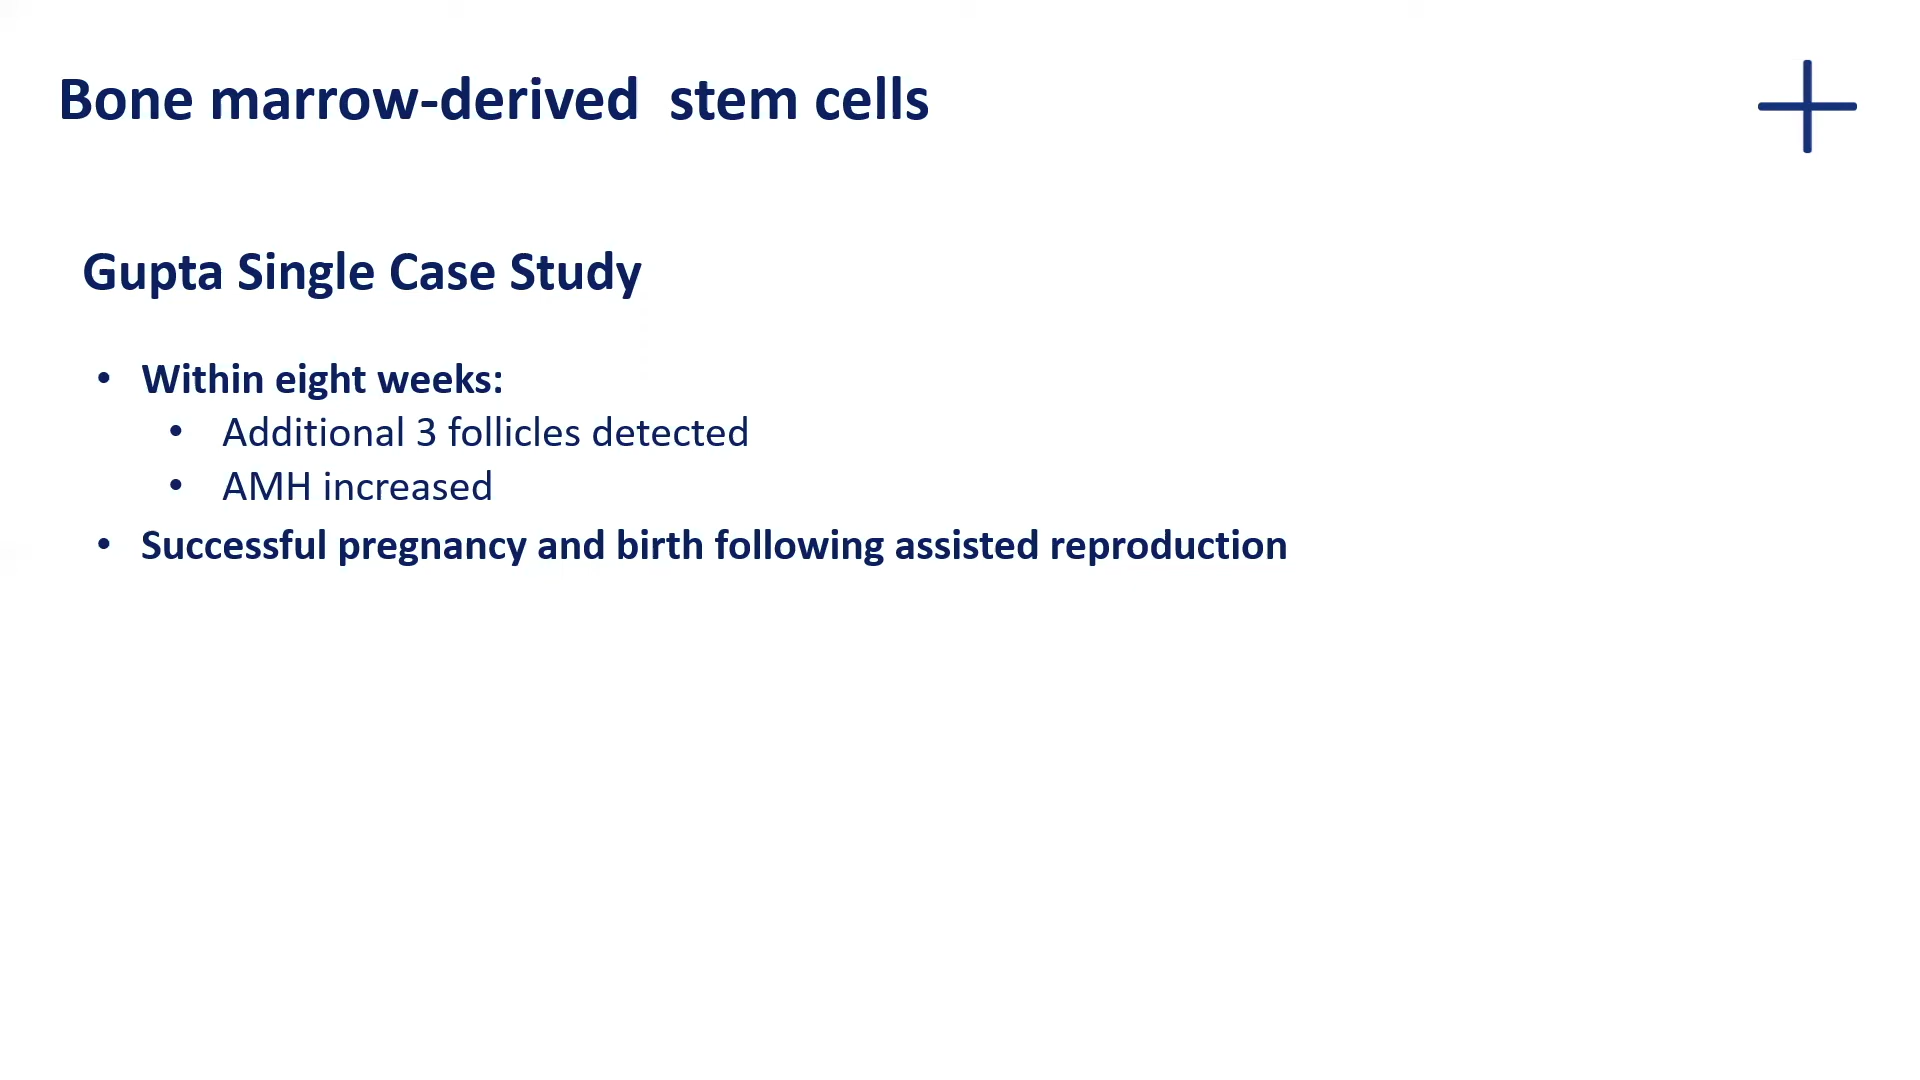 Bone marrow-derived  stem cells
Gupta Single Case Study
• Within eight weeks:
• Additional 3 follicles detected
• AMH increased
• Successful pregnancy and birth following assisted reproduction